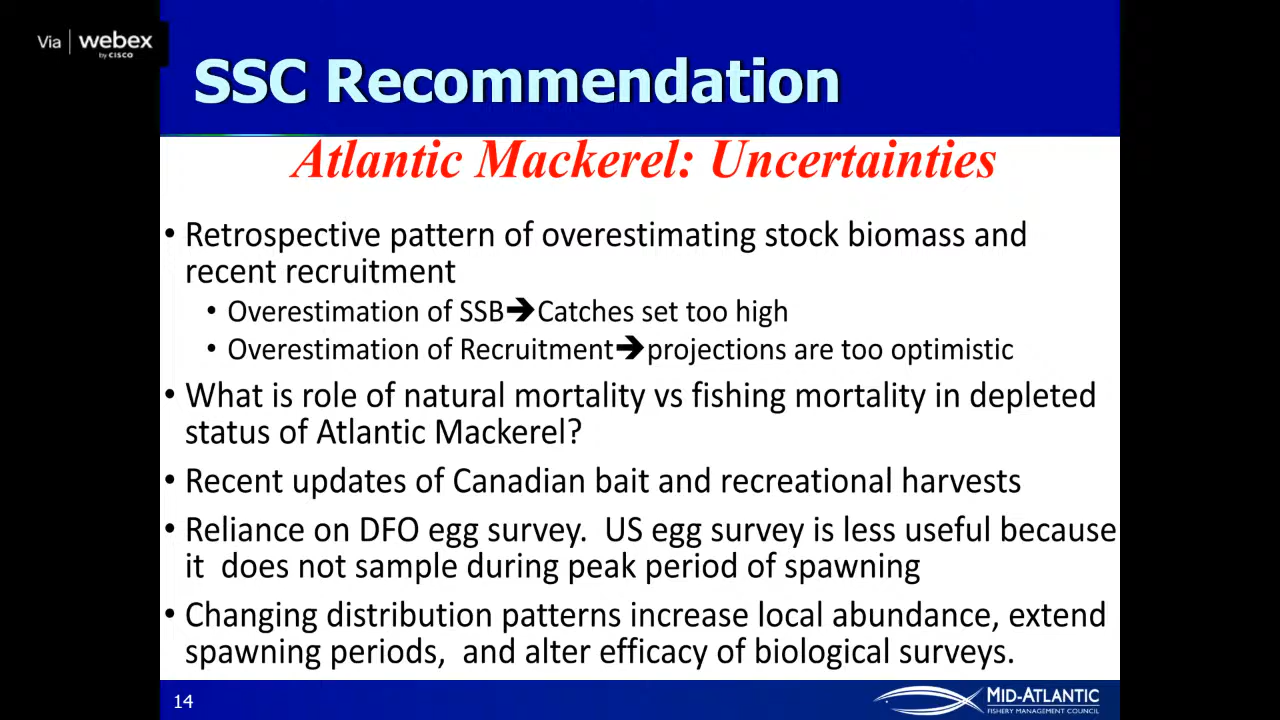 Via webex
by CISCO
SSC Recommendation
Atlantic Mackerel: Uncertainties
• Retrospective pattern of overestimating stock biomass and
recent recruitment
• Overestimation of SSB➔Catches set too high
• Overestimation of Recruitment➔projections are too optimistic
• What is role of natural mortality vs fishing mortality in depleted
status of Atlantic Mackerel?
• Recent updates of Canadian bait and recreational harvests
• Reliance on DFO egg survey.  US egg survey is less useful because
it  does not sample during peak period of spawning
• Changing distribution patterns increase local abundance, extend
spawning periods,  and alter efficacy of biological surveys.
14
MID-ATLANTIC
FISHERY MANAGEMENT COUNCIL